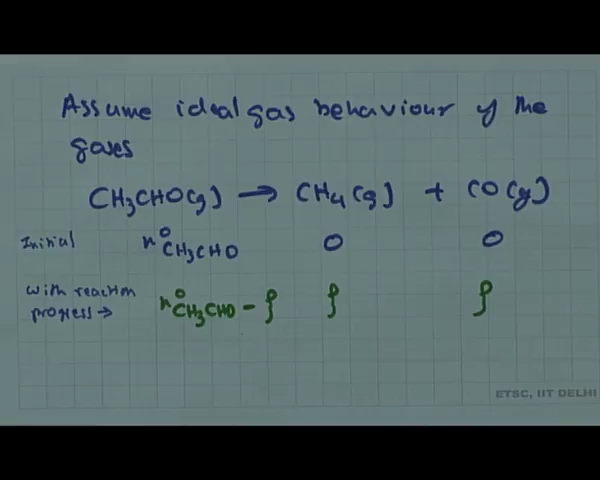 Assume ideal gas behaviour of the
gases
CH₃CHO(g) → CH₄(g) + CO(g)
Initial n°CH₃CHO 0 0
with reaction
progress → n°CH₃CHO - ξ ξ ξ
ETSC, IIT DELHI